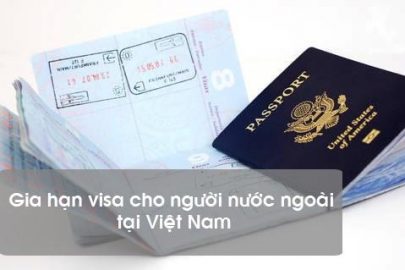 8
PASSPORT
United States
of America
Gia hạn visa cho người nước ngoài
tại Việt Nam